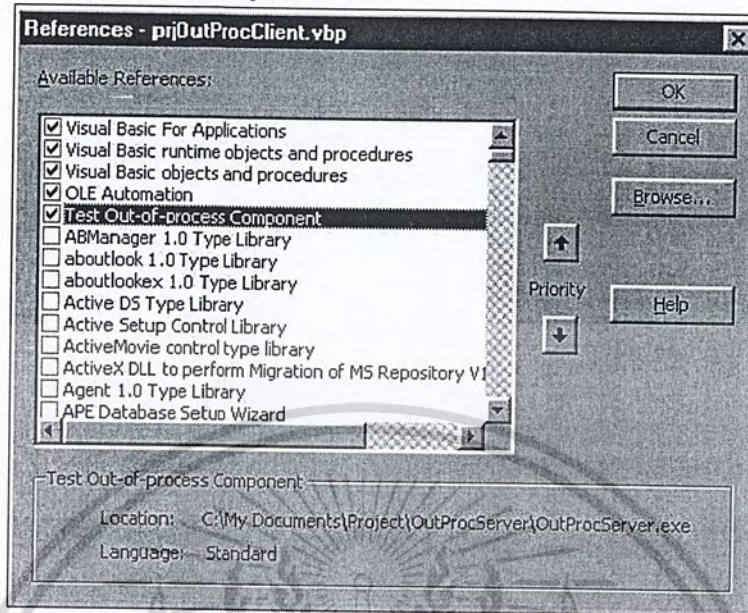 References - prjOutProcClient.vbp
Available References:
OK
Cancel
Browse...
Help
Priority
Visual Basic For Applications
Visual Basic runtime objects and procedures
Visual Basic objects and procedures
OLE Automation
Test Out-of-process Component
ABManager 1.0 Type Library
aboutlook 1.0 Type Library
aboutlookex 1.0 Type Library
Active DS Type Library
Active Setup Control Library
ActiveMovie control type library
ActiveX DLL to perform Migration of MS Repository V1
Agent 1.0 Type Library
APE Database Setup Wizard
Test Out-of-process Component
Location: C:\My Documents\Project\OutProcServer\OutProcServer.exe
Language: Standard